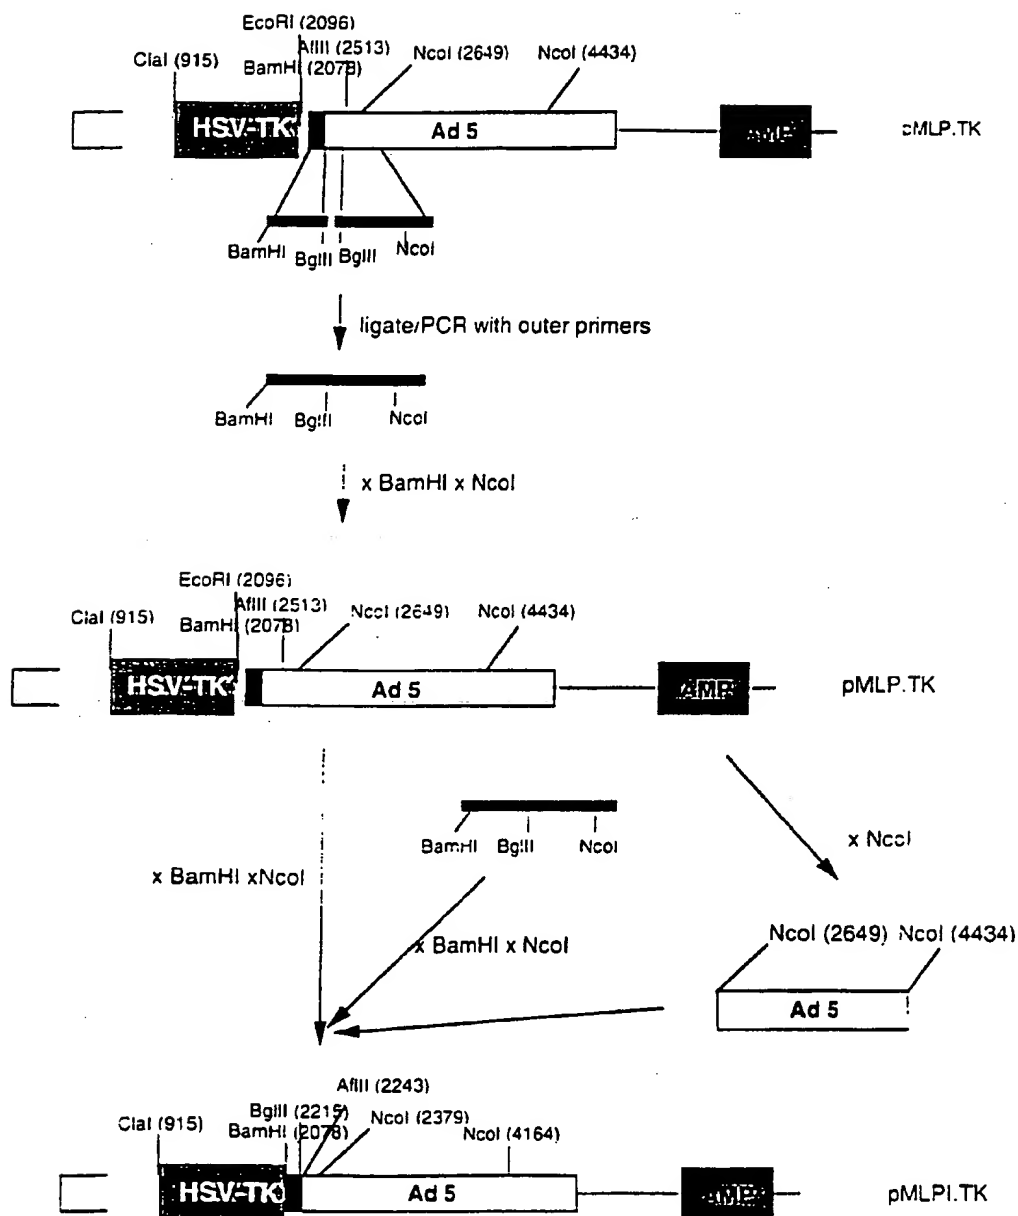 EcoRI (2096)
AflII (2513)
ClaI (915)
BamHI (2078)
NcoI (2649)
NcoI (4434)
HSV-TK
Ad 5
AMP
pMLP.TK
BamHI
BglII
BglII
NcoI
ligate/PCR with outer primers
BamHI
BglII
NcoI
x BamHI x NcoI
EcoRI (2096)
AflII (2513)
ClaI (915)
BamHI (2078)
NcoI (2649)
NcoI (4434)
HSV-TK
Ad 5
AMP
pMLP.TK
BamHI
BglII
NcoI
x NcoI
x BamHI xNcoI
x BamHI x NcoI
NcoI (2649)
NcoI (4434)
Ad 5
AflII (2243)
BglII (2215)
ClaI (915)
BamHI (2078)
NcoI (2379)
NcoI (4164)
HSV-TK
Ad 5
AMP
pMLPI.TK